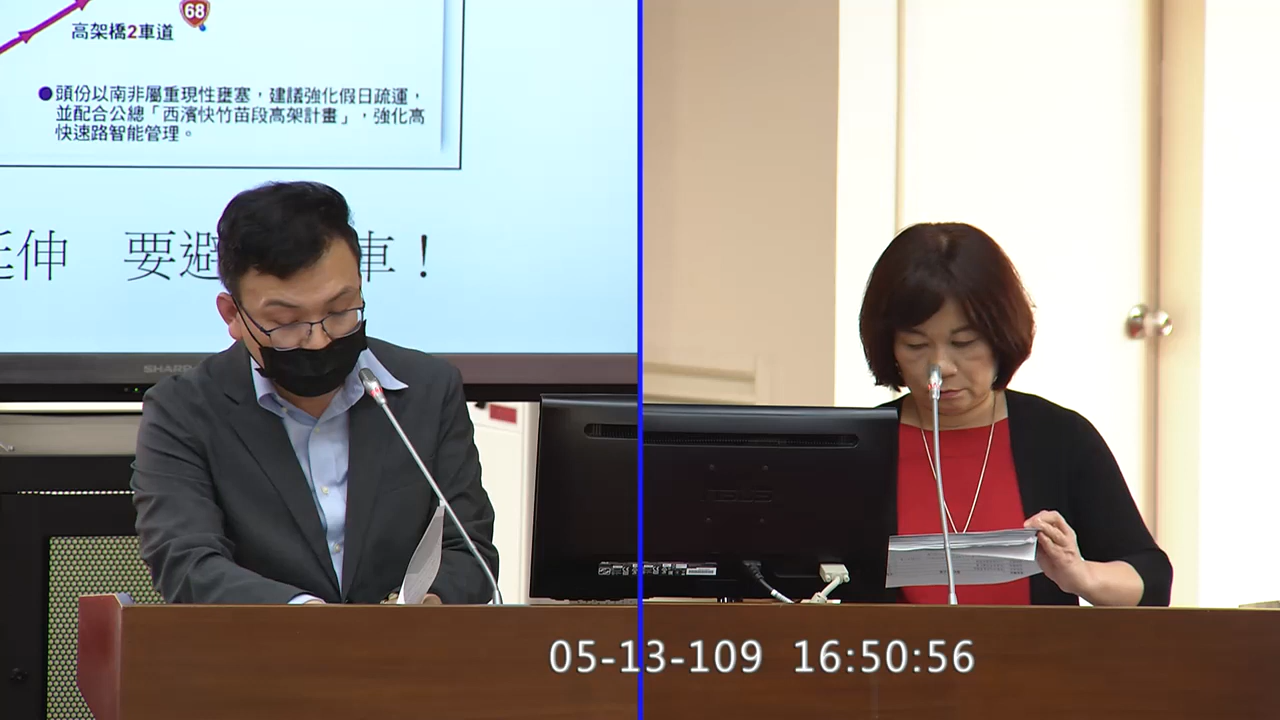 68
高架橋2車道
●頭份以南非屬重現性壅塞，建議強化假日疏運，
並配合公總「西濱快竹苗段高架計畫」，強化高
快速路智能管理。
延伸　要避　車！
SHARP
ASUS
05-13-109 16:50:56